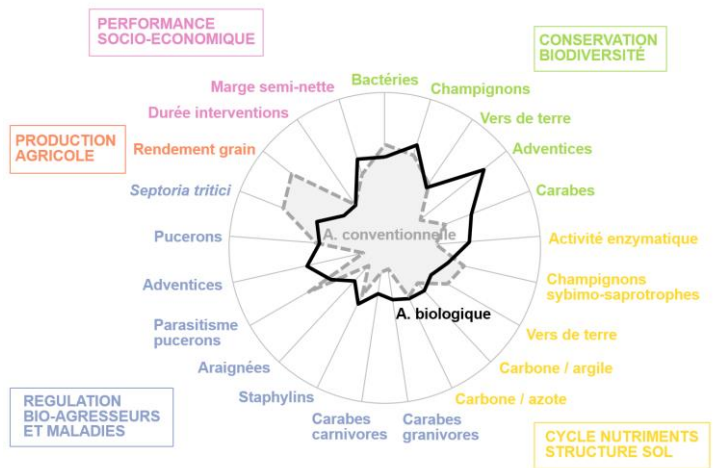 PERFORMANCE
SOCIO-ECONOMIQUE
CONSERVATION
BIODIVERSITÉ
Marge semi-nette
Bactéries
Champignons
Durée interventions
Vers de terre
PRODUCTION
AGRICOLE
Rendement grain
Adventices
Septoria tritici
Carabes
Pucerons
A. conventionnelle
Activité enzymatique
Adventices
Champignons
sybimo-saprotrophes
A. biologique
Parasitisme
pucerons
Vers de terre
Araignées
Carbone / argile
Staphylins
Carbone / azote
REGULATION
BIO-AGRESSEURS
ET MALADIES
Carabes
carnivores
Carabes
granivores
CYCLE NUTRIMENTS
STRUCTURE SOL